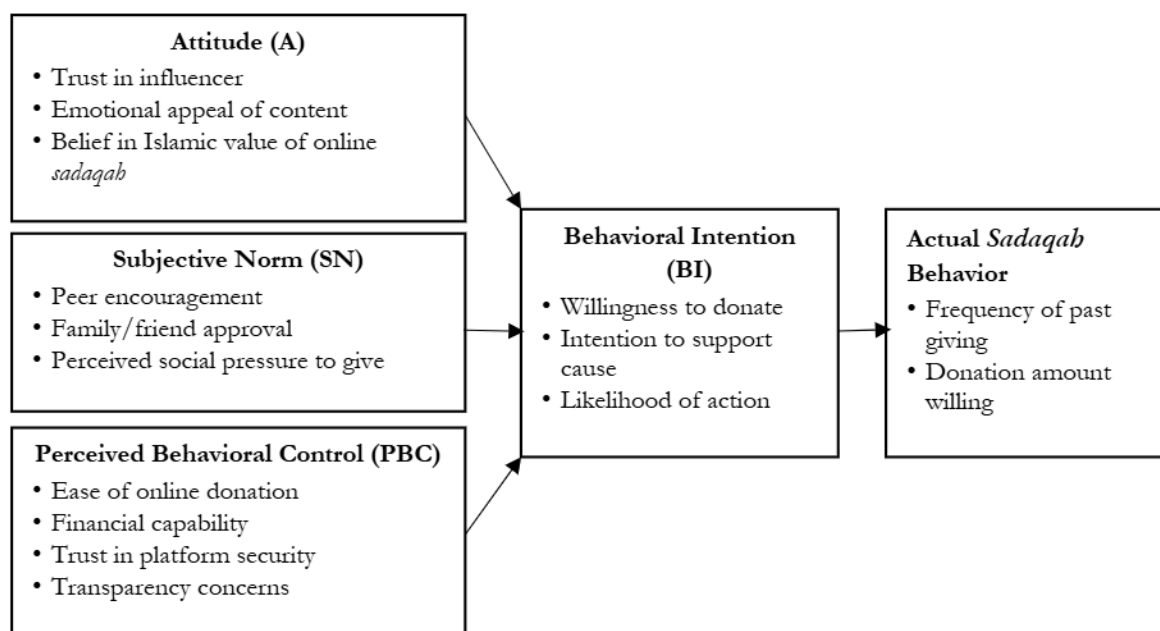 Attitude (A)
• Trust in influencer
• Emotional appeal of content
• Belief in Islamic value of online
sadaqah
Subjective Norm (SN)
• Peer encouragement
• Family/friend approval
• Perceived social pressure to give
Perceived Behavioral Control (PBC)
• Ease of online donation
• Financial capability
• Trust in platform security
• Transparency concerns
Behavioral Intention
(BI)
• Willingness to donate
• Intention to support
cause
• Likelihood of action
Actual Sadaqah
Behavior
• Frequency of past
giving
• Donation amount
willing